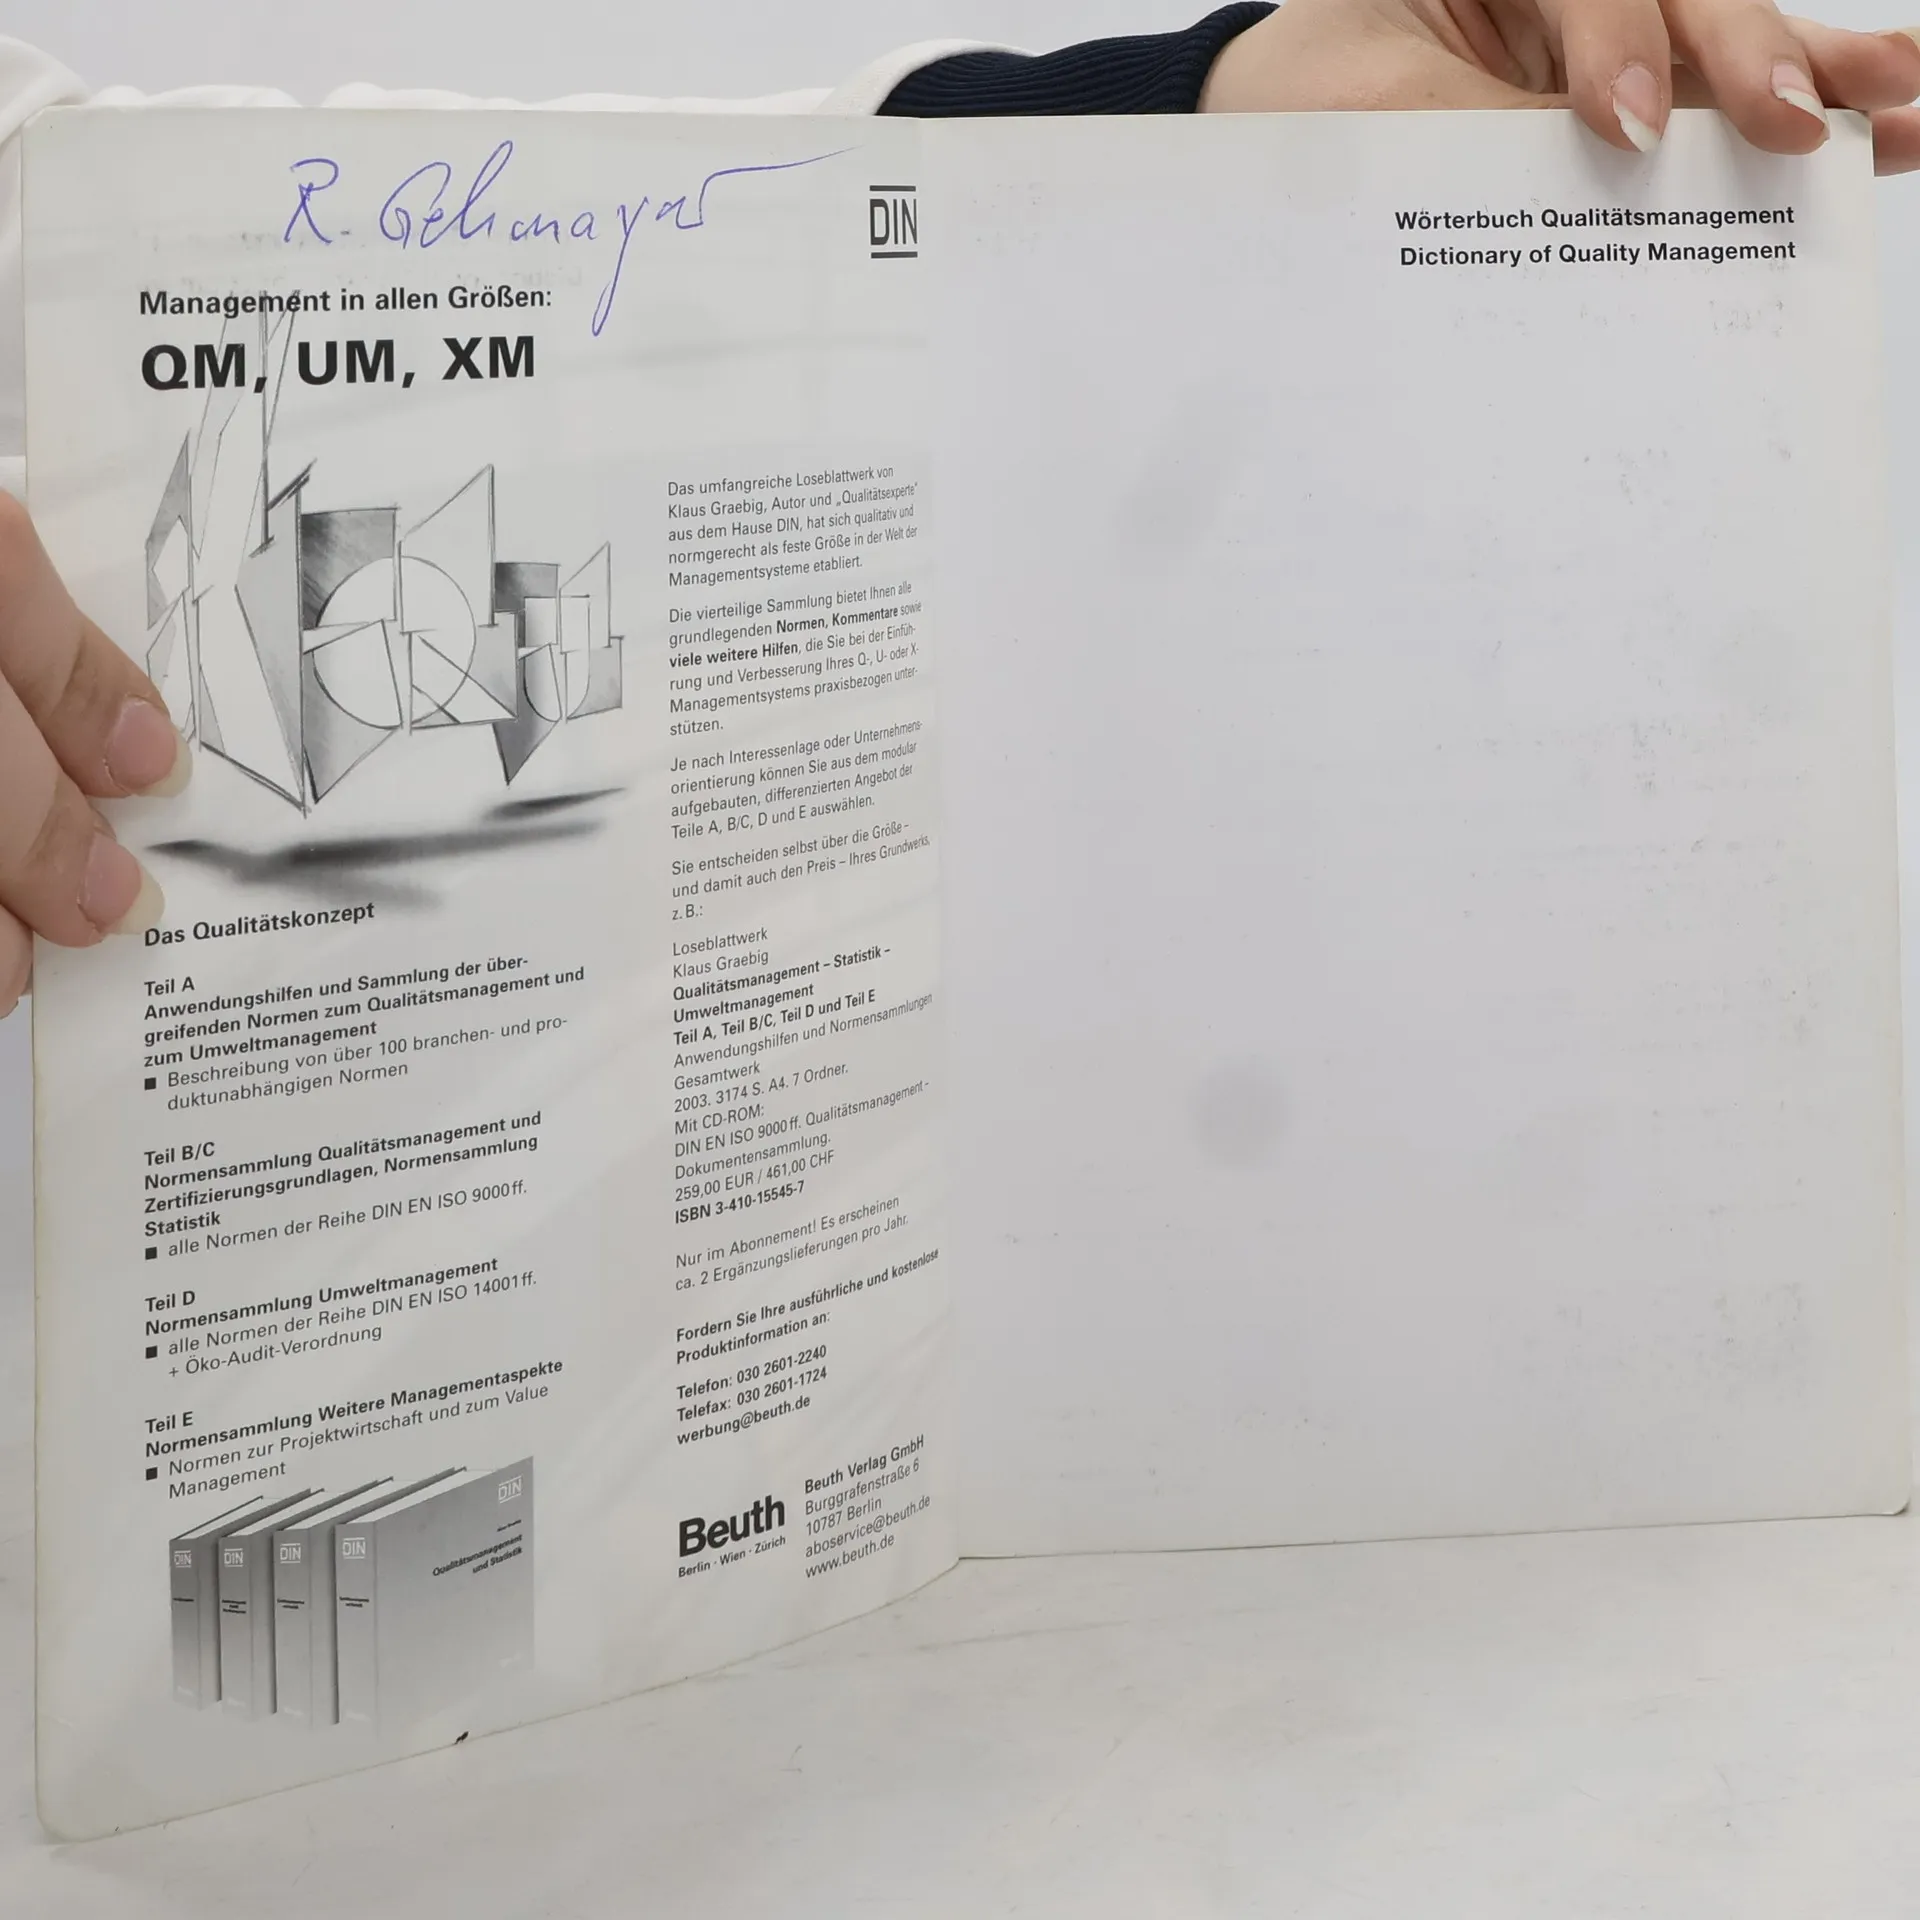 R. Gehmayr
DIN
Management in allen Größen:
QM, UM, XM
Das Qualitätskonzept
Teil A
Anwendungshilfen und Sammlung der über-
greifenden Normen zum Qualitätsmanagement und
zum Umweltmanagement
■ Beschreibung von über 100 branchen- und pro-
duktunabhängigen Normen
Teil B/C
Normensammlung Qualitätsmanagement und
Zertifizierungsgrundlagen, Normensammlung
Statistik
■ alle Normen der Reihe DIN EN ISO 9000 ff.
Teil D
Normensammlung Umweltmanagement
■ alle Normen der Reihe DIN EN ISO 14001 ff.
+ Öko-Audit-Verordnung
Teil E
Normensammlung Weitere Managementaspekte
■ Normen zur Projektwirtschaft und zum Value
Management
DIN
DIN
DIN
DIN
DIN
Qualitätsmanagement
und Statistik
Das umfangreiche Loseblattwerk von
Klaus Graebig, Autor und „Qualitätsexperte“
aus dem Hause DIN, hat sich qualitativ und
normgerecht als feste Größe in der Welt der
Managementsysteme etabliert.
Die vierteilige Sammlung bietet Ihnen alle
grundlegenden Normen, Kommentare sowie
viele weitere Hilfen, die Sie bei der Einfüh-
rung und Verbesserung Ihres Q-, U- oder X-
Managementsystems praxisbezogen unter-
stützen.
Je nach Interessenlage oder Unternehmens-
orientierung können Sie aus dem modular
aufgebauten, differenzierten Angebot der
Teile A, B/C, D und E auswählen.
Sie entscheiden selbst über die Größe –
und damit auch den Preis – Ihres Grundwerks,
z. B.:
Loseblattwerk
Klaus Graebig
Qualitätsmanagement – Statistik –
Umweltmanagement
Teil A, Teil B/C, Teil D und Teil E
Anwendungshilfen und Normensammlungen
Gesamtwerk
2003. 3174 S. A4. 7 Ordner.
Mit CD-ROM:
DIN EN ISO 9000 ff. Qualitätsmanagement -
Dokumentensammlung.
259,00 EUR / 461,00 CHF
ISBN 3-410-15545-7
Nur im Abonnement! Es erscheinen
ca. 2 Ergänzungslieferungen pro Jahr.
Fordern Sie Ihre ausführliche und kostenlose
Produktinformation an:
Telefon: 030 2601-2240
Telefax: 030 2601-1724
werbung@beuth.de
Beuth
Berlin · Wien · Zürich
Beuth Verlag GmbH
Burggrafenstraße 6
10787 Berlin
aboservice@beuth.de
www.beuth.de
Wörterbuch Qualitätsmanagement
Dictionary of Quality Management